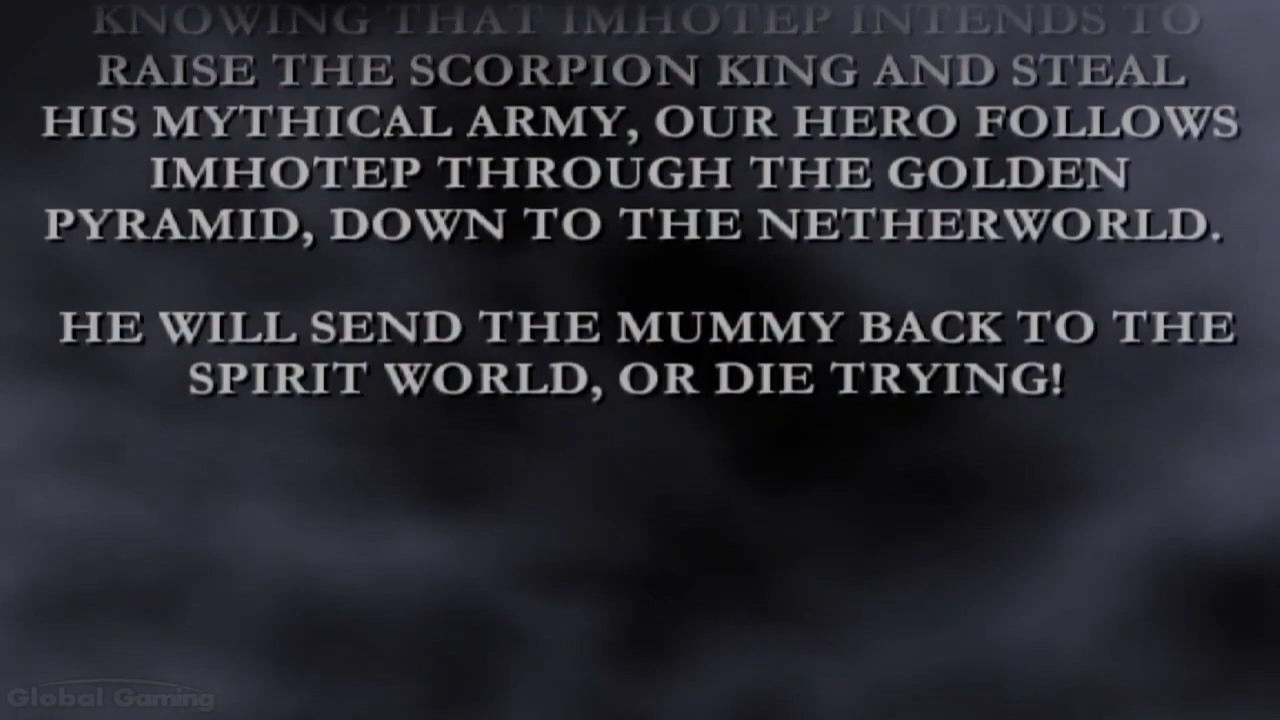 KNOWING THAT IMHOTEP INTENDS TO
RAISE THE SCORPION KING AND STEAL
HIS MYTHICAL ARMY, OUR HERO FOLLOWS
IMHOTEP THROUGH THE GOLDEN
PYRAMID, DOWN TO THE NETHERWORLD.
HE WILL SEND THE MUMMY BACK TO THE
SPIRIT WORLD, OR DIE TRYING!
Global Gaming